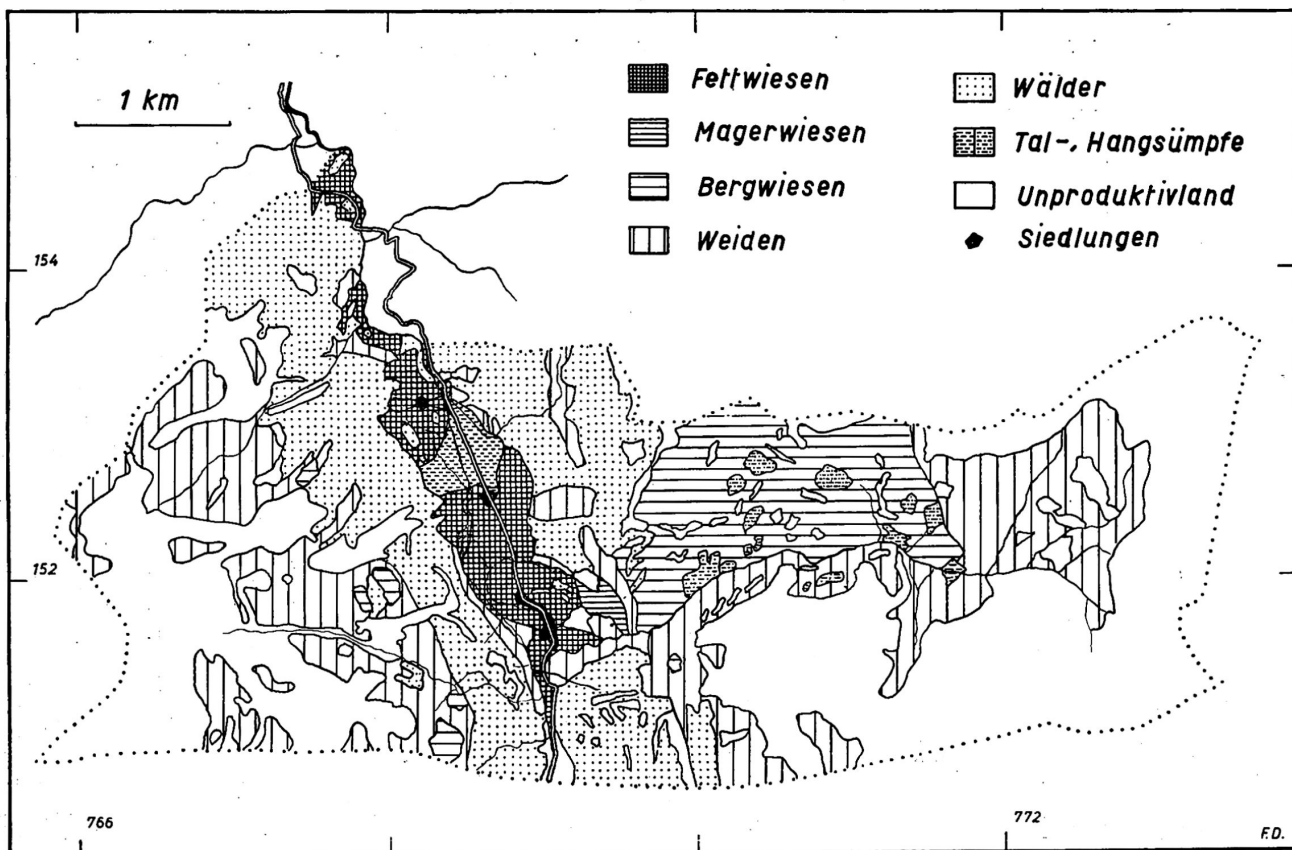 1 km
Fettwiesen
Magerwiesen
Bergwiesen
Weiden
Wälder
Tal-, Hangsümpfe
Unproduktivland
Siedlungen
154
152
766
772
F.D.